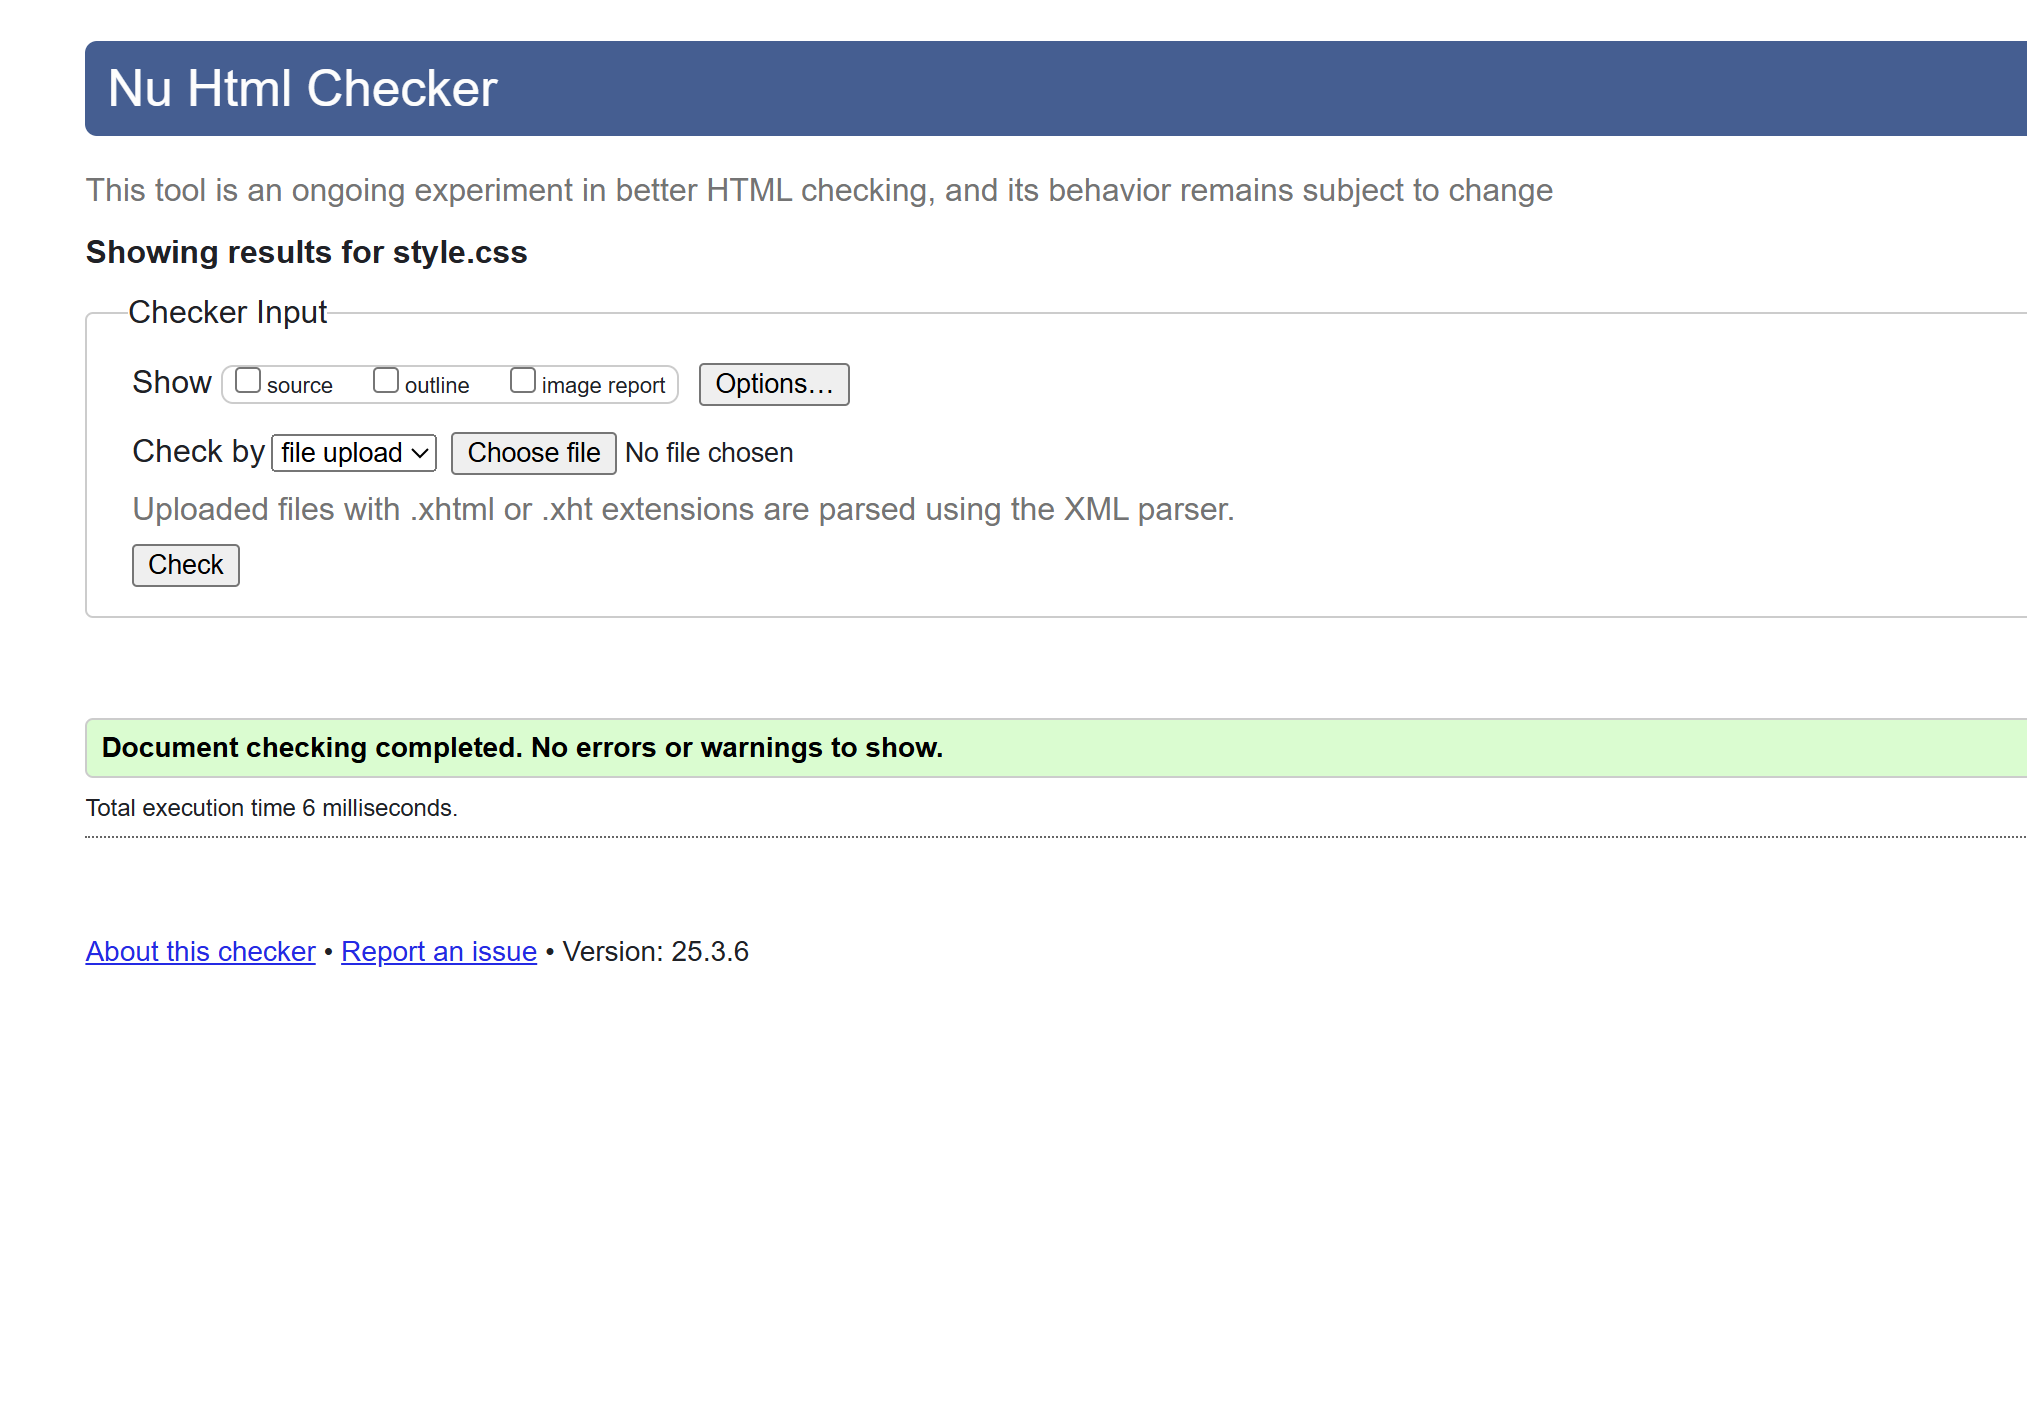 Nu Html Checker
This tool is an ongoing experiment in better HTML checking, and its behavior remains subject to change
Showing results for style.css
Checker Input
Show source outline image report Options…
Check by file upload Choose file No file chosen
Uploaded files with .xhtml or .xht extensions are parsed using the XML parser.
Check
Document checking completed. No errors or warnings to show.
Total execution time 6 milliseconds.
About this checker • Report an issue • Version: 25.3.6